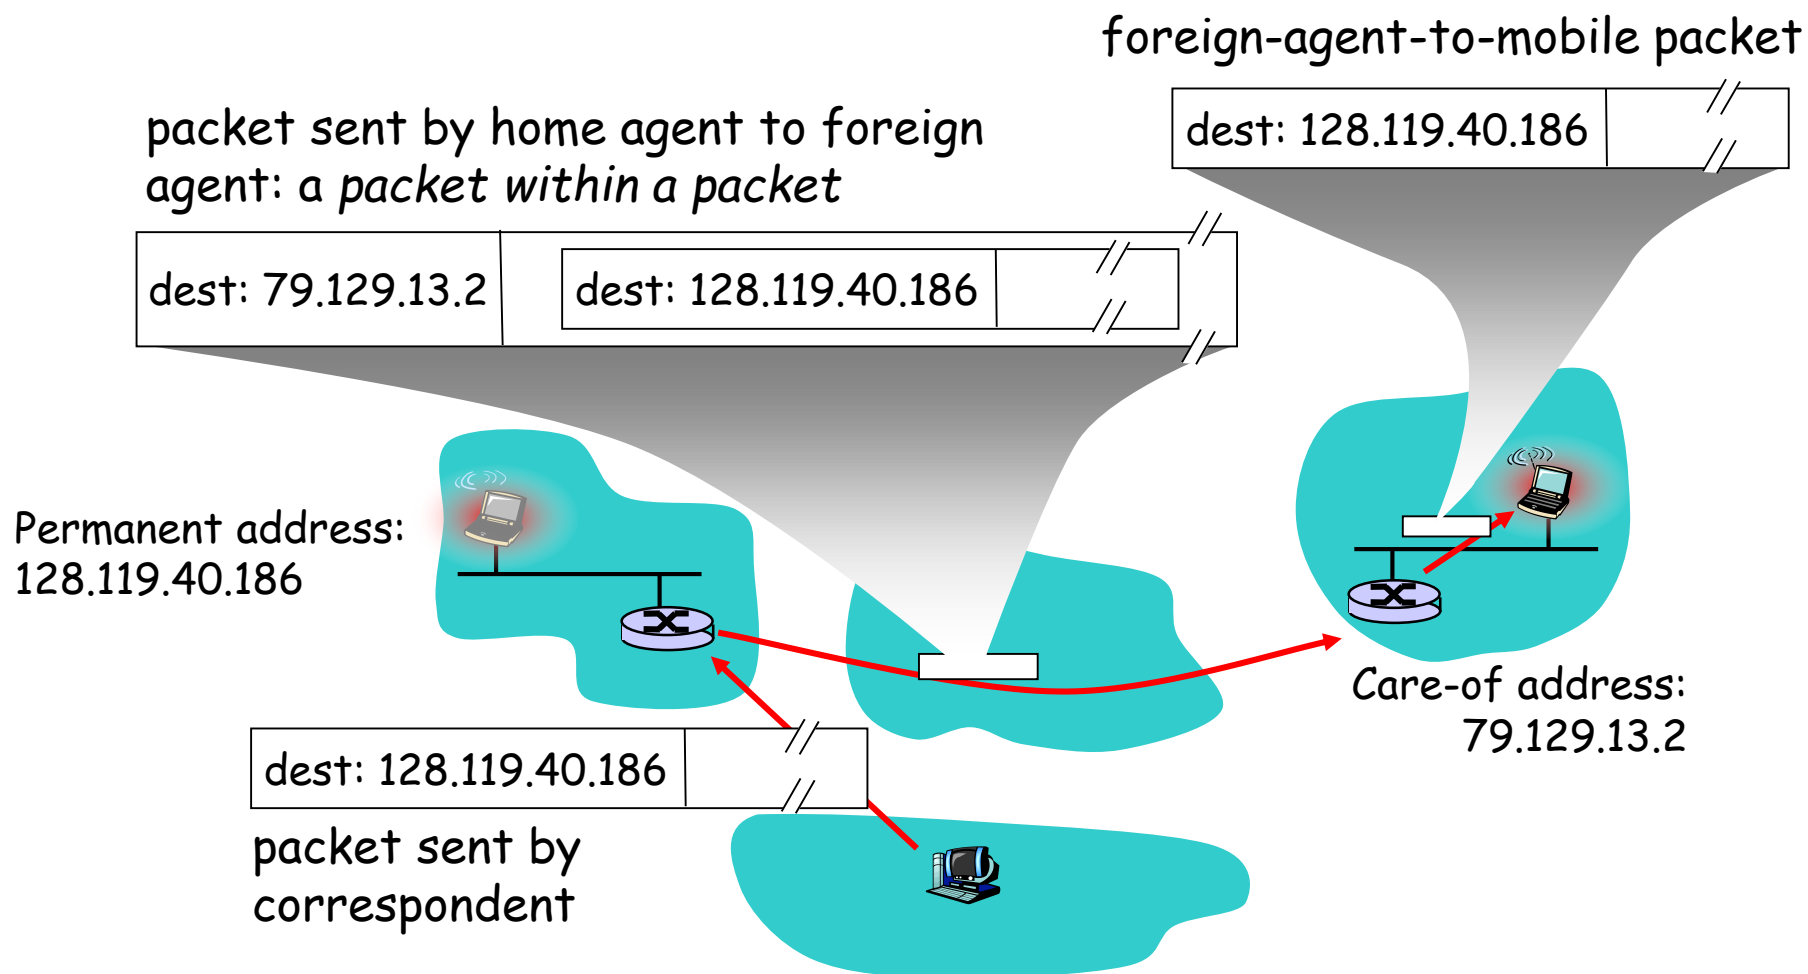 foreign-agent-to-mobile packet
dest: 128.119.40.186
packet sent by home agent to foreign
agent: a packet within a packet
dest: 79.129.13.2
dest: 128.119.40.186
Permanent address:
128.119.40.186
Care-of address:
79.129.13.2
dest: 128.119.40.186
packet sent by
correspondent